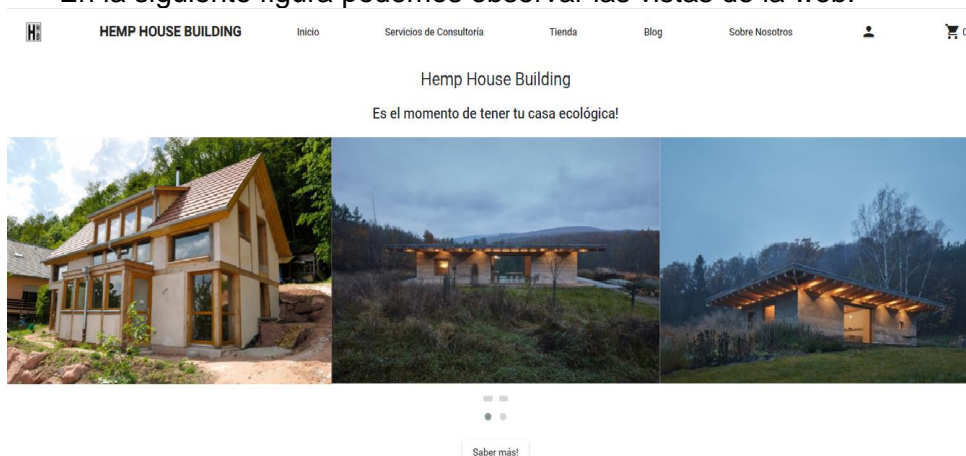 En la siguiente figura podemos observar las vistas de la web:
HEMP HOUSE BUILDING Inicio Servicios de Consultoría Tienda Blog Sobre Nosotros
Hemp House Building
Es el momento de tener tu casa ecológica!
Saber más!